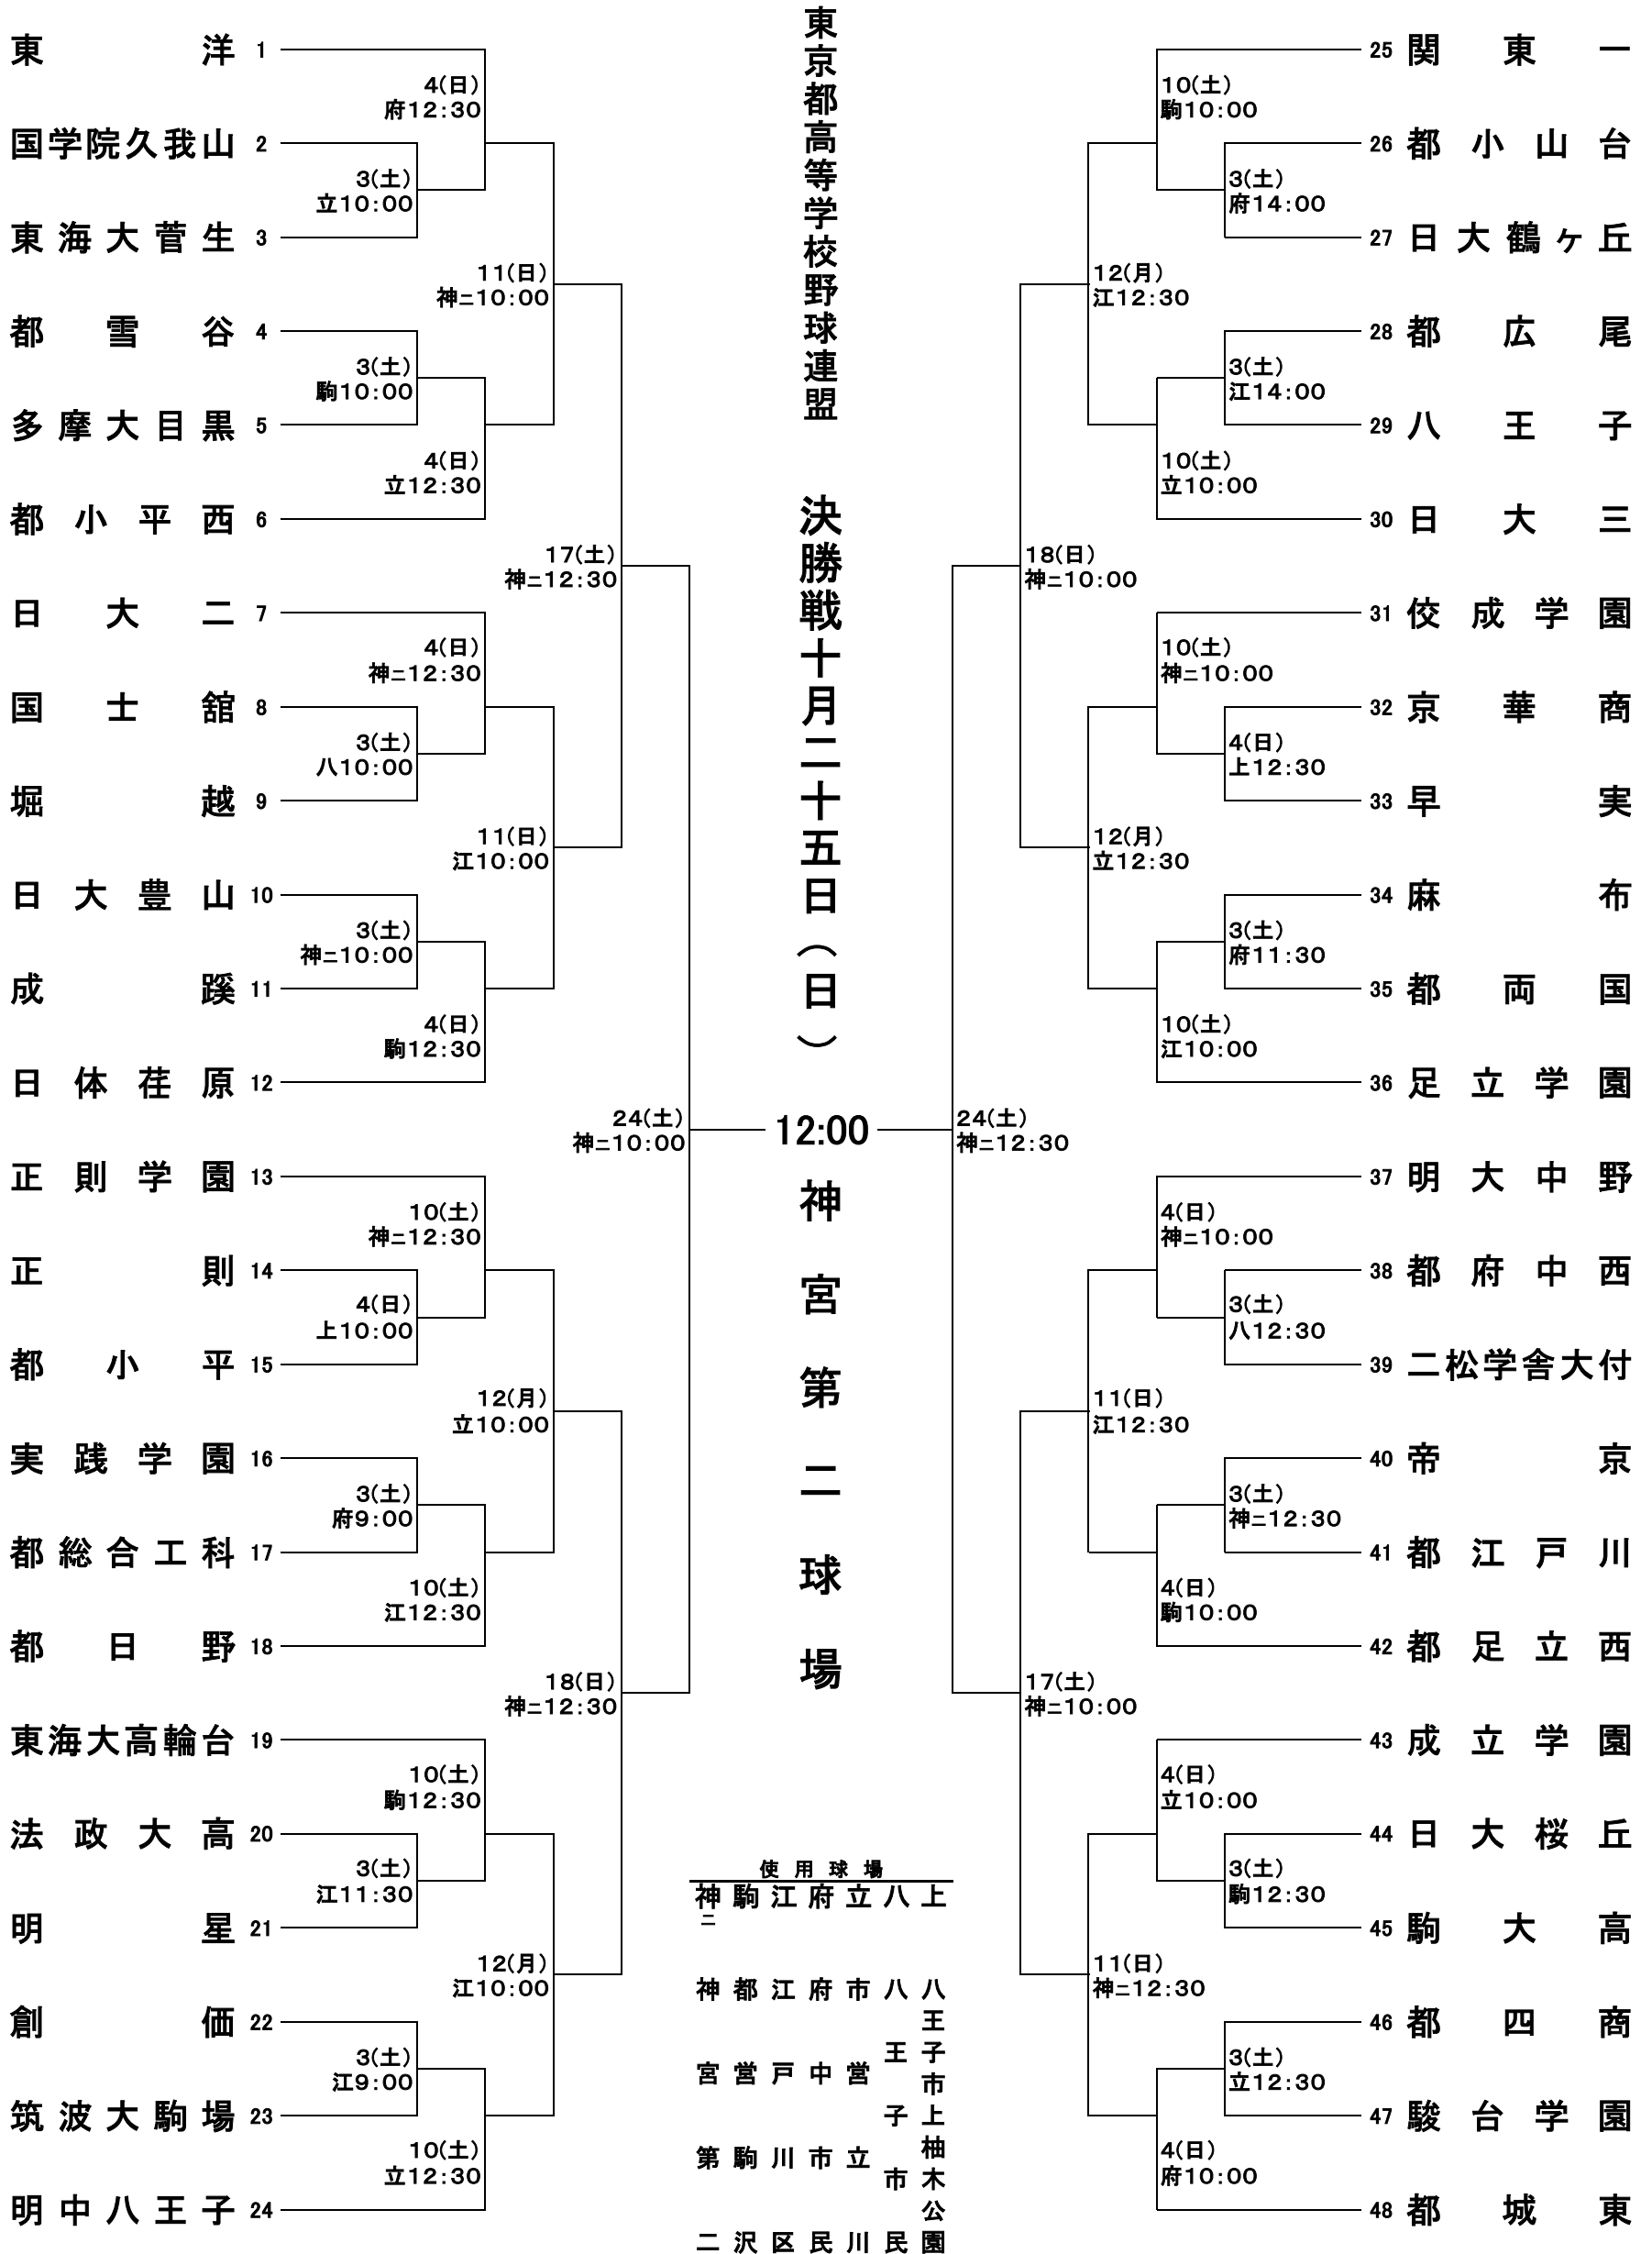 東洋 1
4(日)
府12:30
国学院久我山 2
3(土)
立10:00
東海大菅生 3
11(日)
神ニ10:00
都雪谷 4
3(土)
駒10:00
多摩大目黒 5
4(日)
立12:30
都小平西 6
17(土)
神ニ12:30
日大二 7
4(日)
神ニ12:30
国士舘 8
3(土)
八10:00
堀越 9
11(日)
江10:00
日大豊山 10
3(土)
神ニ10:00
成蹊 11
4(日)
駒12:30
日体荏原 12
24(土)
神ニ10:00
正則学園 13
10(土)
神ニ12:30
正則 14
4(日)
上10:00
都小平 15
12(月)
立10:00
実践学園 16
3(土)
府9:00
都総合工科 17
10(土)
江12:30
都日野 18
18(日)
神ニ12:30
東海大高輪台 19
10(土)
駒12:30
法政大高 20
3(土)
江11:30
明星 21
12(月)
江10:00
創価 22
3(土)
江9:00
筑波大駒場 23
10(土)
立12:30
明中八王子 24
東京都高等学校野球連盟
決勝戦十月二十五日(日)
12:00
神宮第二球場
使用球場
神ニ 神宮第二
駒 都営駒沢
江 江戸川区
府 府中市民
立 市営立川
八 八王子市民
上 八王子市上柚木公園
25 関東一
10(土)
駒10:00
26 都小山台
3(土)
府14:00
27 日大鶴ヶ丘
12(月)
江12:30
28 都広尾
3(土)
江14:00
29 八王子
10(土)
立10:00
30 日大三
18(日)
神ニ10:00
31 佼成学園
10(土)
神ニ10:00
32 京華商
4(日)
上12:30
33 早実
12(月)
立12:30
34 麻布
3(土)
府11:30
35 都両国
10(土)
江10:00
36 足立学園
24(土)
神ニ12:30
37 明大中野
4(日)
神ニ10:00
38 都府中西
3(土)
八12:30
39 二松学舎大付
11(日)
江12:30
40 帝京
3(土)
神ニ12:30
41 都江戸川
4(日)
駒10:00
42 都足立西
17(土)
神ニ10:00
43 成立学園
4(日)
立10:00
44 日大桜丘
3(土)
駒12:30
45 駒大高
11(日)
神ニ12:30
46 都四商
3(土)
立12:30
47 駿台学園
4(日)
府10:00
48 都城東